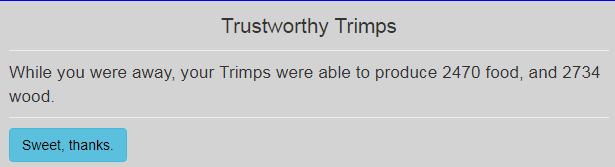 Trustworthy Trimps
While you were away, your Trimps were able to produce 2470 food, and 2734
wood.
Sweet, thanks.